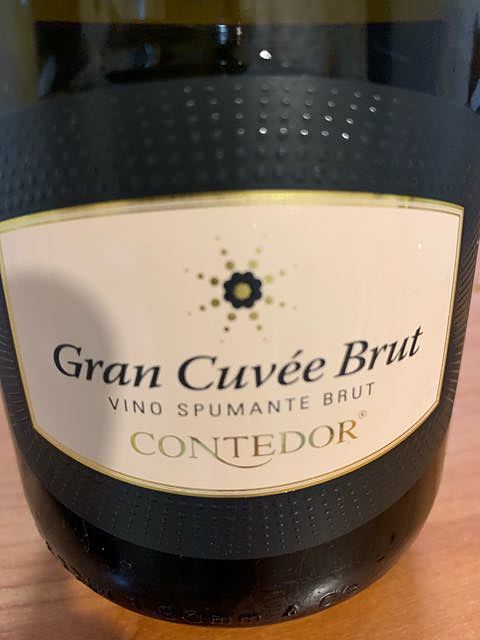 Gran Cuvée Brut
VINO SPUMANTE BRUT
CONTEDOR®